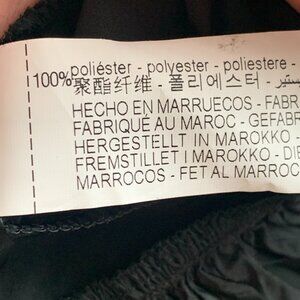 100% poliéster - polyester - poliestere -
聚酯纤维 - 폴리에스터 -
HECHO EN MARRUECOS - FABR
FABRIQUÉ AU MAROC - GEFABR
HERGESTELLT IN MAROKKO -
FREMSTILLET I MAROKKO - DIE
MARROCOS - FET AL MARROC